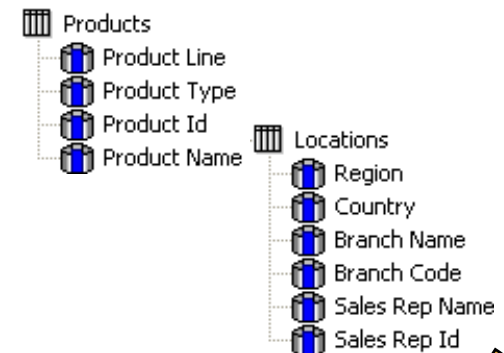 Products
Product Line
Product Type
Product Id
Product Name
Locations
Region
Country
Branch Name
Branch Code
Sales Rep Name
Sales Rep Id